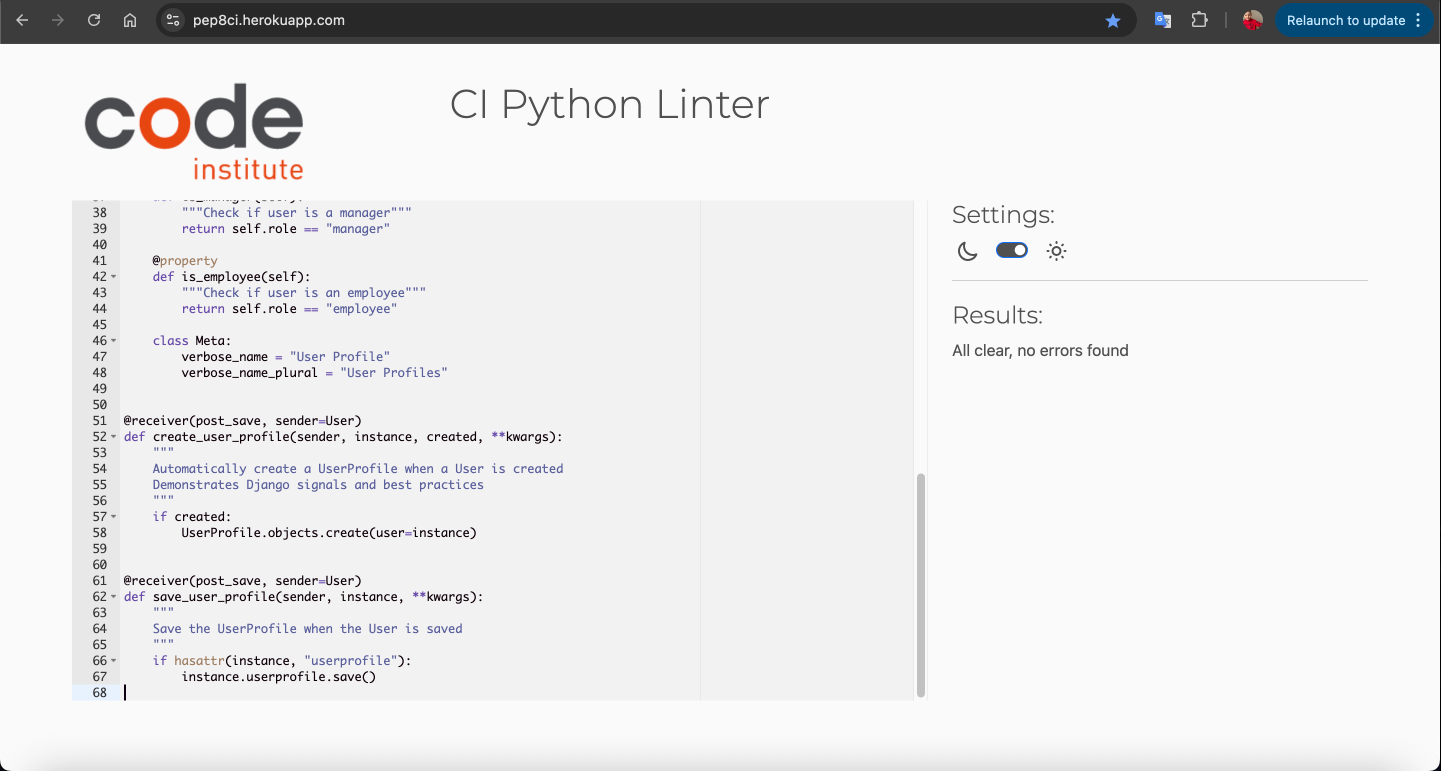 pep8ci.herokuapp.com
Relaunch to update
code
institute
CI Python Linter
38 """Check if user is a manager"""
39 return self.role == "manager"
40
41 @property
42 def is_employee(self):
43 """Check if user is an employee"""
44 return self.role == "employee"
45
46 class Meta:
47 verbose_name = "User Profile"
48 verbose_name_plural = "User Profiles"
49
50
51 @receiver(post_save, sender=User)
52 def create_user_profile(sender, instance, created, **kwargs):
53 """
54 Automatically create a UserProfile when a User is created
55 Demonstrates Django signals and best practices
56 """
57 if created:
58 UserProfile.objects.create(user=instance)
59
60
61 @receiver(post_save, sender=User)
62 def save_user_profile(sender, instance, **kwargs):
63 """
64 Save the UserProfile when the User is saved
65 """
66 if hasattr(instance, "userprofile"):
67 instance.userprofile.save()
68
Settings:
Results:
All clear, no errors found